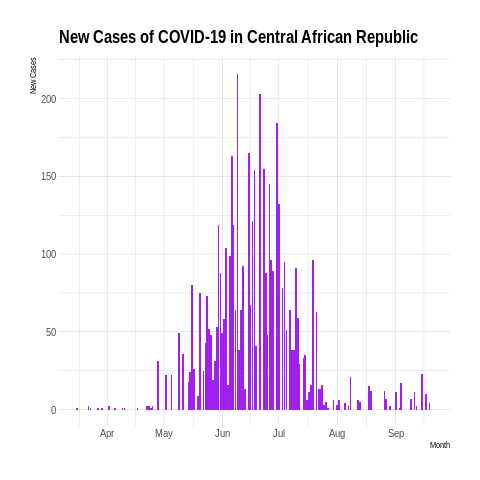 New Cases of COVID-19 in Central African Republic
New Cases
200
150
100
50
0
Apr May Jun Jul Aug Sep
Month